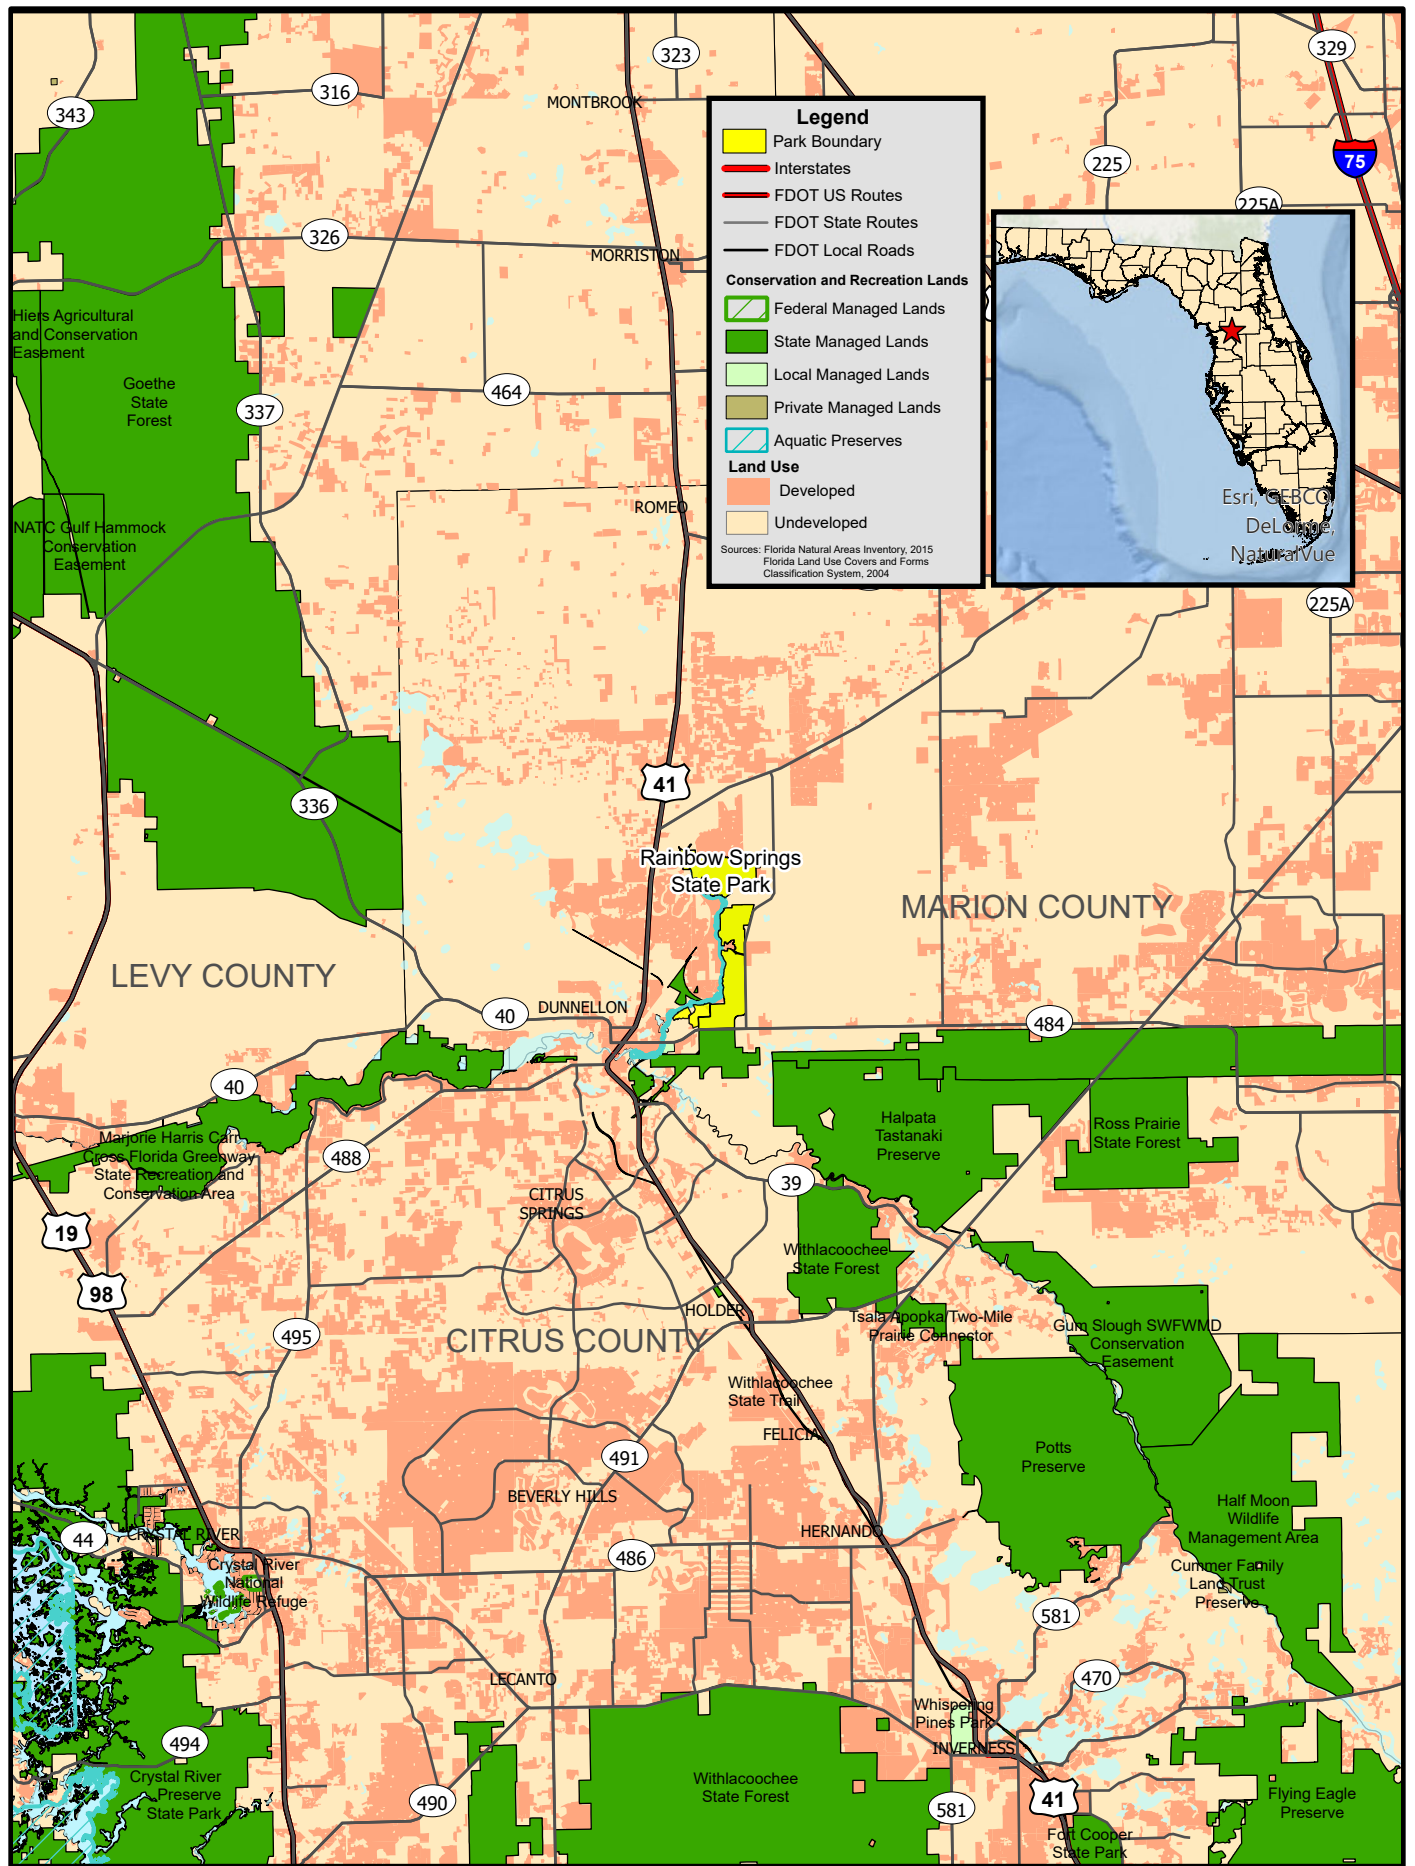 323
329
316
343
MONTBROOK
Legend
Park Boundary
Interstates
FDOT US Routes
FDOT State Routes
FDOT Local Roads
Conservation and Recreation Lands
Federal Managed Lands
State Managed Lands
Local Managed Lands
Private Managed Lands
Aquatic Preserves
Land Use
Developed
Undeveloped
Sources: Florida Natural Areas Inventory, 2015
Florida Land Use Covers and Forms
Classification System, 2004
225
75
225A
326
MORRISTON
Esri, GEBCO,
DeLorme,
NaturalVue
Hiers Agricultural
and Conservation
Easement
Goethe
State
Forest
464
337
ROMEO
NATC Gulf Hammock
Conservation
Easement
225A
41
336
Rainbow Springs
State Park
MARION COUNTY
LEVY COUNTY
DUNNELLON
40
484
40
Halpata
Tastanaki
Preserve
Ross Prairie
State Forest
Marjorie Harris Carr
Cross Florida Greenway
State Recreation and
Conservation Area
488
39
CITRUS
SPRINGS
19
Withlacoochee
State Forest
98
HOLDER
Tsala Apopka/Two-Mile
Prairie Connector
Gum Slough SWFWMD
Conservation
Easement
495
CITRUS COUNTY
Withlacoochee
State Trail
FELICIA
491
Potts
Preserve
BEVERLY HILLS
Half Moon
Wildlife
Management Area
44
CRYSTAL RIVER
HERNANDO
486
Crystal River
National
Wildlife Refuge
Cummer Family
Land Trust
Preserve
581
LECANTO
470
Whispering
Pines Park
INVERNESS
494
Crystal River
Preserve
State Park
490
Withlacoochee
State Forest
581
41
Flying Eagle
Preserve
Fort Cooper
State Park